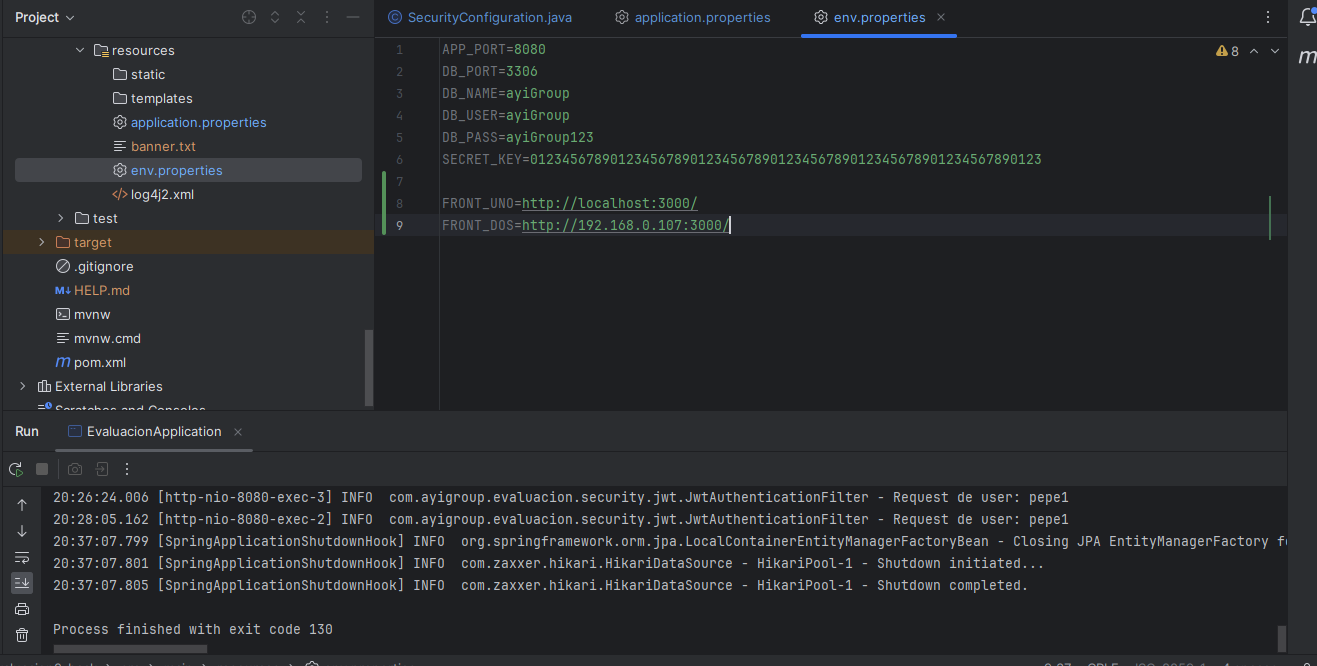 Project
SecurityConfiguration.java
application.properties
env.properties
resources
static
templates
application.properties
banner.txt
env.properties
log4j2.xml
test
target
.gitignore
M↓ HELP.md
mvnw
mvnw.cmd
m pom.xml
External Libraries
Scratches and Consoles
1 APP_PORT=8080
2 DB_PORT=3306
3 DB_NAME=ayiGroup
4 DB_USER=ayiGroup
5 DB_PASS=ayiGroup123
6 SECRET_KEY=0123456789012345678901234567890123456789012345678901234567890123
7
8 FRONT_UNO=http://localhost:3000/
9 FRONT_DOS=http://192.168.0.107:3000/
8
m
Run
EvaluacionApplication
20:26:24.006 [http-nio-8080-exec-3] INFO  com.ayigroup.evaluacion.security.jwt.JwtAuthenticationFilter - Request de user: pepe1
20:28:05.162 [http-nio-8080-exec-2] INFO  com.ayigroup.evaluacion.security.jwt.JwtAuthenticationFilter - Request de user: pepe1
20:37:07.799 [SpringApplicationShutdownHook] INFO  org.springframework.orm.jpa.LocalContainerEntityManagerFactoryBean - Closing JPA EntityManagerFactory
20:37:07.801 [SpringApplicationShutdownHook] INFO  com.zaxxer.hikari.HikariDataSource - HikariPool-1 - Shutdown initiated...
20:37:07.805 [SpringApplicationShutdownHook] INFO  com.zaxxer.hikari.HikariDataSource - HikariPool-1 - Shutdown completed.
Process finished with exit code 130